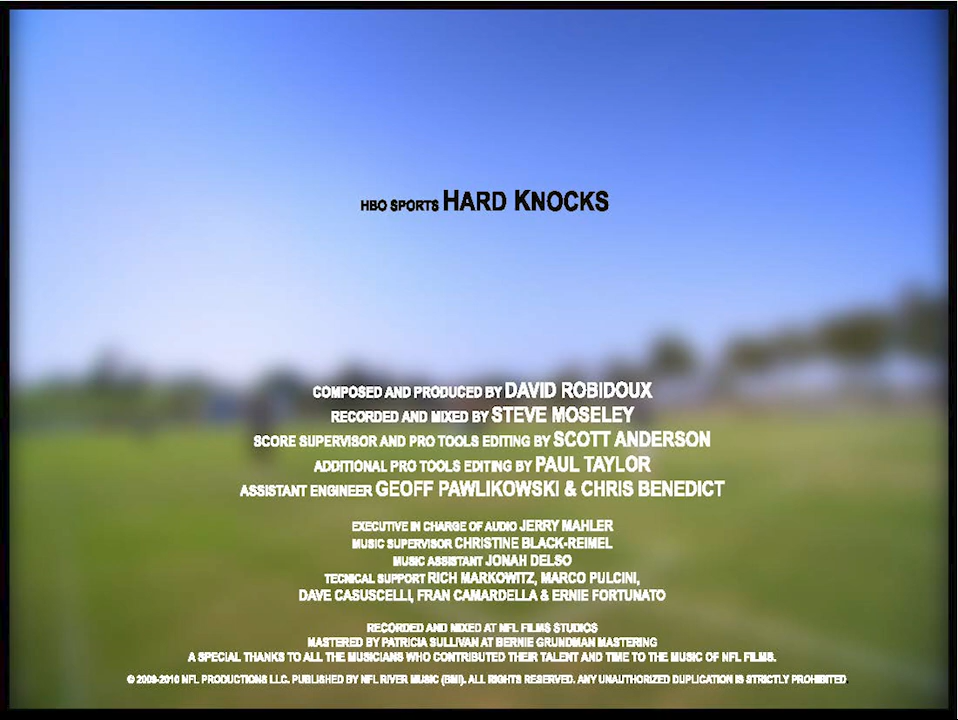 HBO SPORTS HARD KNOCKS
COMPOSED AND PRODUCED BY DAVID ROBIDOUX
RECORDED AND MIXED BY STEVE MOSELEY
SCORE SUPERVISOR AND PRO TOOLS EDITING BY SCOTT ANDERSON
ADDITIONAL PRO TOOLS EDITING BY PAUL TAYLOR
ASSISTANT ENGINEER GEOFF PAWLIKOWSKI & CHRIS BENEDICT
EXECUTIVE IN CHARGE OF AUDIO JERRY MAHLER
MUSIC SUPERVISOR CHRISTINE BLACK-REIMEL
MUSIC ASSISTANT JONAH DELSO
TECNICAL SUPPORT RICH MARKOWITZ, MARCO PULCINI,
DAVE CASUSCELLI, FRAN CAMARDELLA & ERNIE FORTUNATO
RECORDED AND MIXED AT NFL FILMS STUDIOS
MASTERED BY PATRICIA SULLIVAN AT BERNIE GRUNDMAN MASTERING
A SPECIAL THANKS TO ALL THE MUSICIANS WHO CONTRIBUTED THEIR TALENT AND TIME TO THE MUSIC OF NFL FILMS.
© 2009-2010 NFL PRODUCTIONS LLC. PUBLISHED BY NFL RIVER MUSIC (BMI). ALL RIGHTS RESERVED. ANY UNAUTHORIZED DUPLICATION IS STRICTLY PROHIBITED